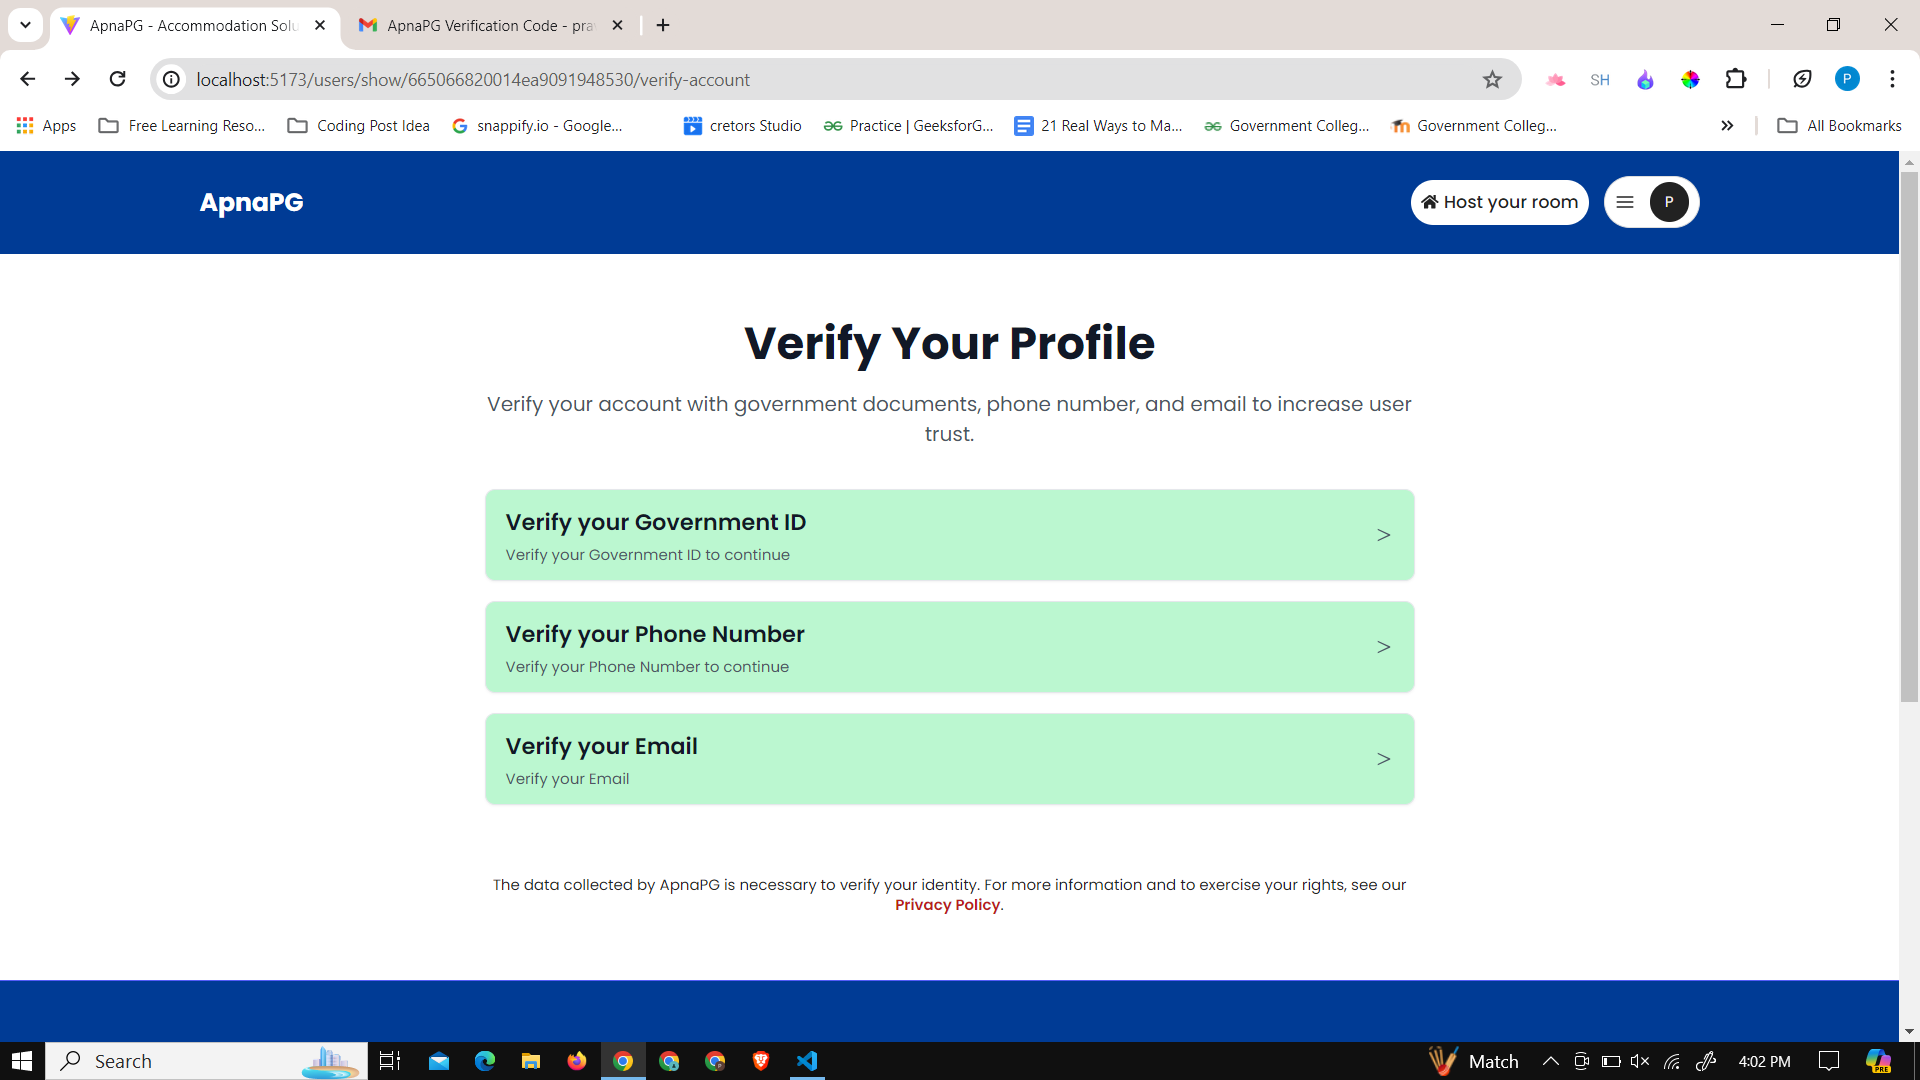 ApnaPG - Accommodation Solu
ApnaPG Verification Code - pra
localhost:5173/users/show/665066820014ea9091948530/verify-account
SH
P
Apps
Free Learning Reso...
Coding Post Idea
snappify.io - Google...
cretors Studio
Practice | GeeksforG...
21 Real Ways to Ma...
Government Colleg...
Government Colleg...
All Bookmarks
ApnaPG
Host your room
P
Verify Your Profile
Verify your account with government documents, phone number, and email to increase user
trust.
Verify your Government ID
Verify your Government ID to continue
>
Verify your Phone Number
Verify your Phone Number to continue
>
Verify your Email
Verify your Email
>
The data collected by ApnaPG is necessary to verify your identity. For more information and to exercise your rights, see our
Privacy Policy.
Search
Match
4:02 PM
PRE